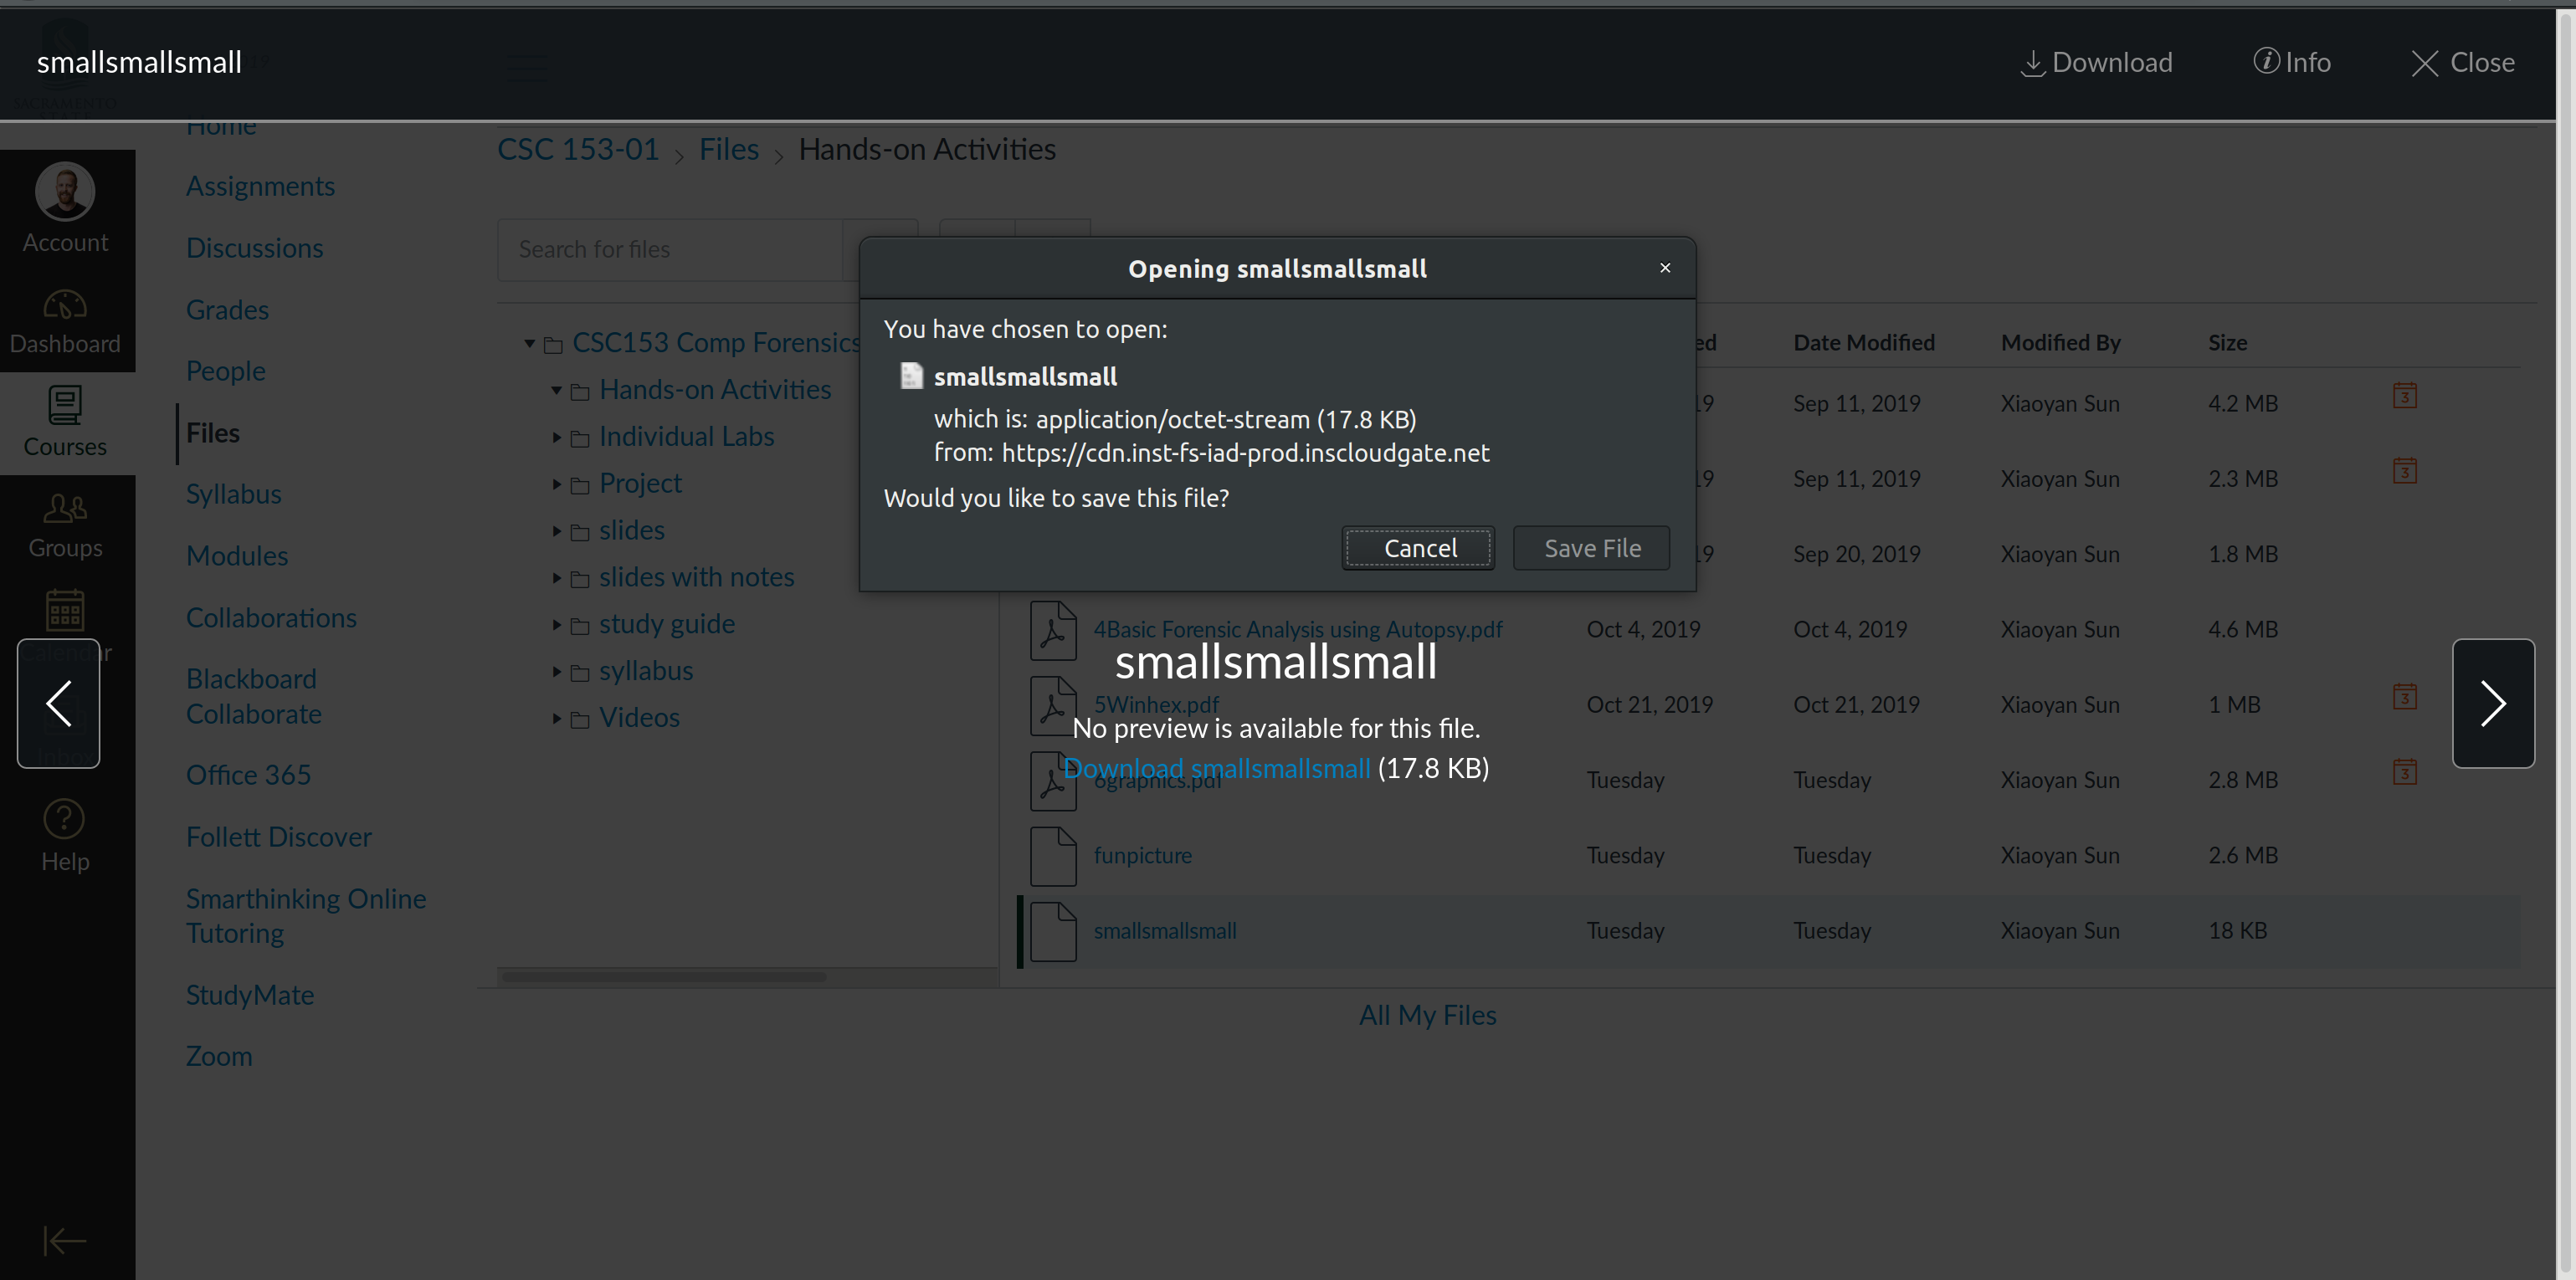 smallsmallsmall
Download
Info
Close
SACRAMENTO
Home
Assignments
Discussions
Grades
People
Files
Syllabus
Modules
Collaborations
Blackboard
Collaborate
Office 365
Follett Discover
Smarthinking Online
Tutoring
StudyMate
Zoom
Account
Dashboard
Courses
Groups
Calendar
Inbox
Help
CSC 153-01 > Files > Hands-on Activities
Search for files
CSC153 Comp Forensics
Hands-on Activities
Individual Labs
Project
slides
slides with notes
study guide
syllabus
Videos
Opening smallsmallsmall
You have chosen to open:
smallsmallsmall
which is: application/octet-stream (17.8 KB)
from: https://cdn.inst-fs-iad-prod.inscloudgate.net
Would you like to save this file?
Cancel
Save File
ed Date Modified Modified By Size
19 Sep 11, 2019 Xiaoyan Sun 4.2 MB 3
19 Sep 11, 2019 Xiaoyan Sun 2.3 MB 3
19 Sep 20, 2019 Xiaoyan Sun 1.8 MB
4Basic Forensic Analysis using Autopsy.pdf Oct 4, 2019 Oct 4, 2019 Xiaoyan Sun 4.6 MB
smallsmallsmall
5Winhex.pdf Oct 21, 2019 Oct 21, 2019 Xiaoyan Sun 1 MB 3
No preview is available for this file.
Download smallsmallsmall (17.8 KB)
6graphics.pdf Tuesday Tuesday Xiaoyan Sun 2.8 MB 3
funpicture Tuesday Tuesday Xiaoyan Sun 2.6 MB
smallsmallsmall Tuesday Tuesday Xiaoyan Sun 18 KB
All My Files